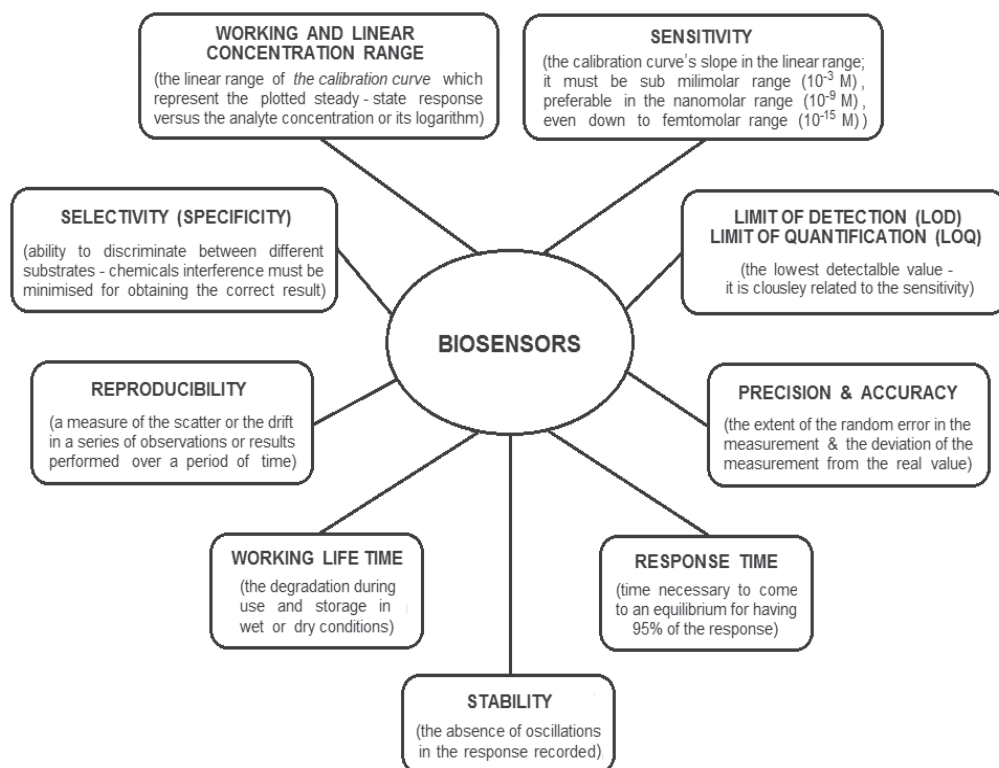 WORKING AND LINEAR
CONCENTRATION RANGE
(the linear range of the calibration curve which
represent the plotted steady - state response
versus the analyte concentration or its logarithm)
SENSITIVITY
(the calibration curve's slope in the linear range;
it must be sub milimolar range (10⁻³ M),
preferable in the nanomolar range (10⁻⁹ M),
even down to femtomolar range (10⁻¹⁵ M))
SELECTIVITY (SPECIFICITY)
(ability to discriminate between different
substrates - chemicals interference must be
minimised for obtaining the correct result)
LIMIT OF DETECTION (LOD)
LIMIT OF QUANTIFICATION (LOQ)
(the lowest detectalble value -
it is clousley related to the sensitivity)
BIOSENSORS
REPRODUCIBILITY
(a measure of the scatter or the drift
in a series of observations or results
performed over a period of time)
PRECISION & ACCURACY
(the extent of the random error in the
measurement & the deviation of the
measurement from the real value)
WORKING LIFE TIME
(the degradation during
use and storage in
wet or dry conditions)
RESPONSE TIME
(time necessary to come
to an equilibrium for having
95% of the response)
STABILITY
(the absence of oscillations
in the response recorded)